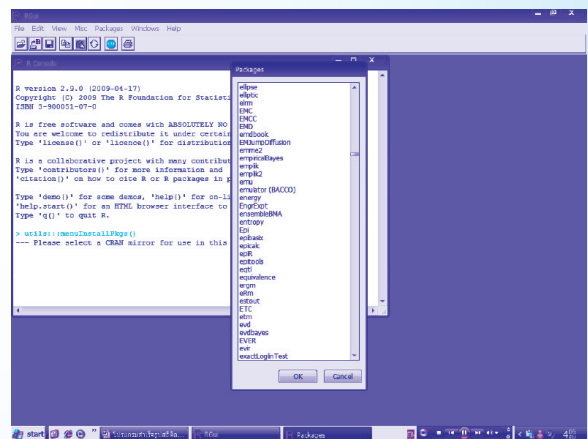 RGui
File Edit View Misc Packages Windows Help
R Console
R version 2.9.0 (2009-04-17)
Copyright (C) 2009 The R Foundation for Statisti
ISBN 3-900051-07-0
R is free software and comes with ABSOLUTELY NO
You are welcome to redistribute it under certain
Type 'license()' or 'licence()' for distribution
R is a collaborative project with many contribut
Type 'contributors()' for more information and
'citation()' on how to cite R or R packages in p
Type 'demo()' for some demos, 'help()' for on-li
'help.start()' for an HTML browser interface to
Type 'q()' to quit R.
> utils:::menuInstallPkgs()
--- Please select a CRAN mirror for use in this
Packages
ellipse
elliptic
elrm
EMC
EMCC
EMD
emdbook
EMJumpDiffusion
emme2
empiricalBayes
emplik
emplik2
emu
emulator (BACCO)
energy
EngrExpt
ensembleBMA
entropy
Epi
epibasix
epicalc
epiR
epitools
eqtl
equivalence
ergm
eRm
estout
ETC
etm
evd
evdbayes
EVER
evir
exactLoglinTest
OK Cancel
start
RGui
Packages